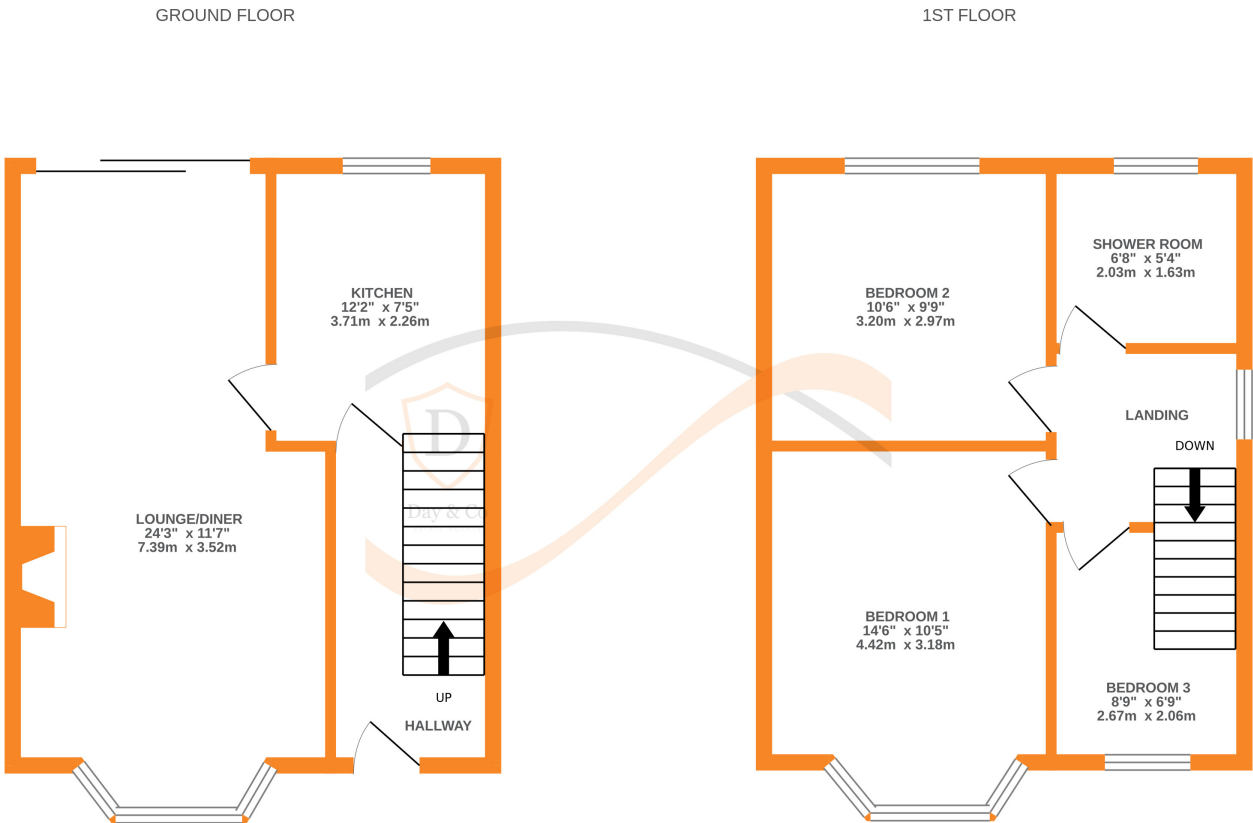 GROUND FLOOR
1ST FLOOR
KITCHEN
12'2" x 7'5"
3.71m x 2.26m
D
Day & Co
LOUNGE/DINER
24'3" x 11'7"
7.39m x 3.52m
UP
HALLWAY
SHOWER ROOM
6'8" x 5'4"
2.03m x 1.63m
BEDROOM 2
10'6" x 9'9"
3.20m x 2.97m
LANDING
DOWN
BEDROOM 1
14'6" x 10'5"
4.42m x 3.18m
BEDROOM 3
8'9" x 6'9"
2.67m x 2.06m